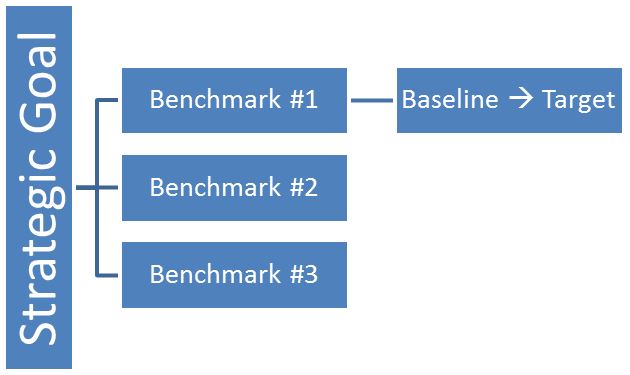 Strategic Goal
Benchmark #1
Baseline → Target
Benchmark #2
Benchmark #3